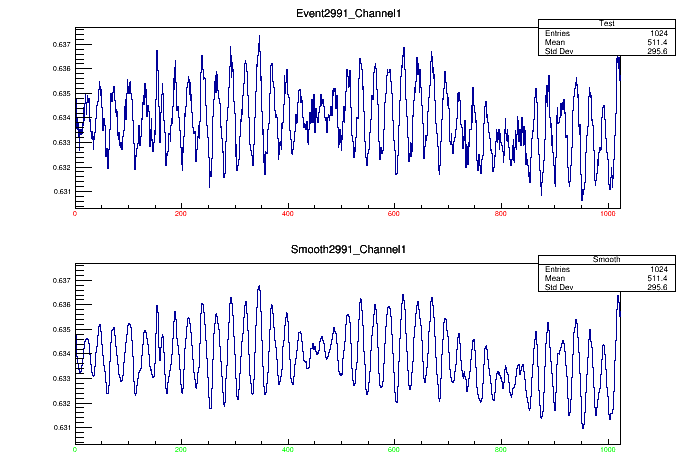 Event2991_Channel1
Test
Entries 1024
Mean 511.4
Std Dev 295.6
0.637
0.636
0.635
0.634
0.633
0.632
0.631
0 200 400 600 800 1000
Smooth2991_Channel1
Smooth
Entries 1024
Mean 511.4
Std Dev 295.6
0.637
0.636
0.635
0.634
0.633
0.632
0.631
0 200 400 600 800 1000